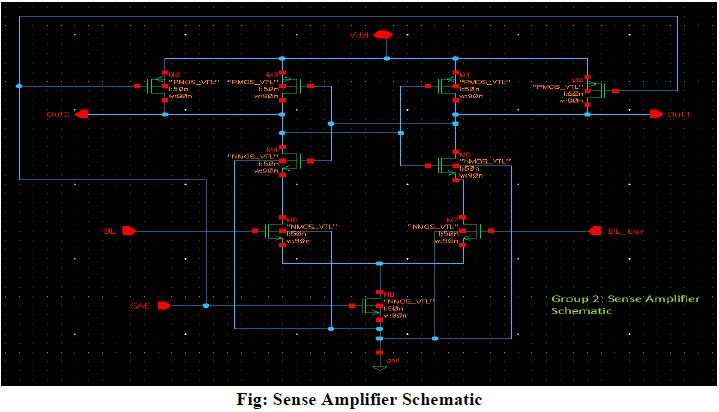 Vdd
"PMOS_VTL"
l:50n
w:90n
M3
"PMOS_VTL"
l:50n
w:90n
M1
"PMOS_VTL"
l:50n
w:90n
M2
"PMOS_VTL"
l:50n
w:90n
Out2
Out1
M4
"NMOS_VTL"
l:50n
w:90n
"NMOS_VTL"
l:50n
w:90n
BL
M6
"NMOS_VTL"
l:50n
w:90n
M7
"NMOS_VTL"
l:50n
w:90n
BL_bar
SAE
M8
"NMOS_VTL"
l:50n
w:90n
Group 2: Sense Amplifier
Schematic
gnd
Fig: Sense Amplifier Schematic